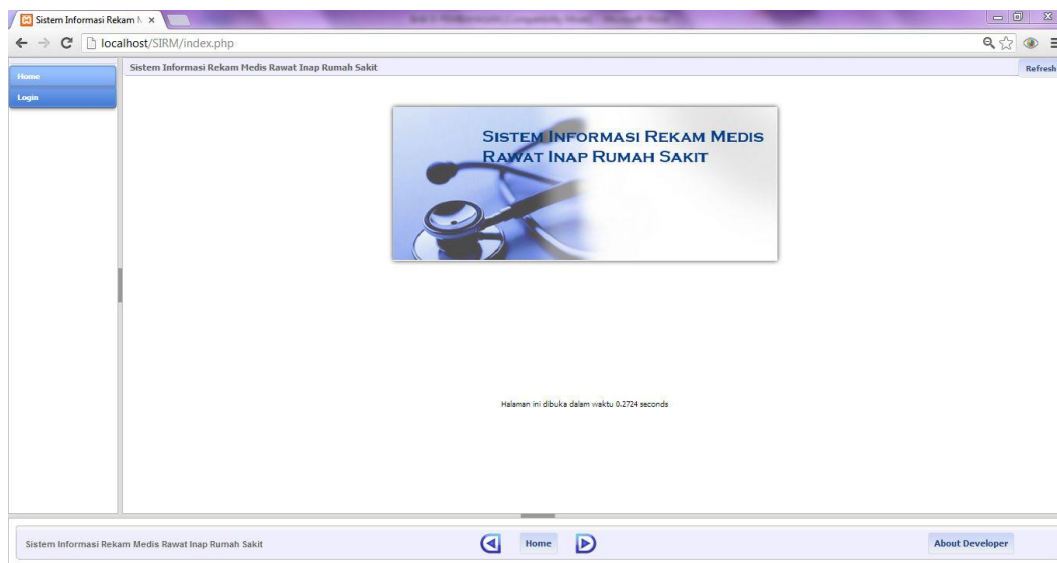 Sistem Informasi Rekam M
localhost/SIRM/index.php
Home
Login
Sistem Informasi Rekam Medis Rawat Inap Rumah Sakit
Refresh
SISTEM INFORMASI REKAM MEDIS
RAWAT INAP RUMAH SAKIT
Halaman ini dibuka dalam waktu 0.2724 seconds
Sistem Informasi Rekam Medis Rawat Inap Rumah Sakit
Home
About Developer